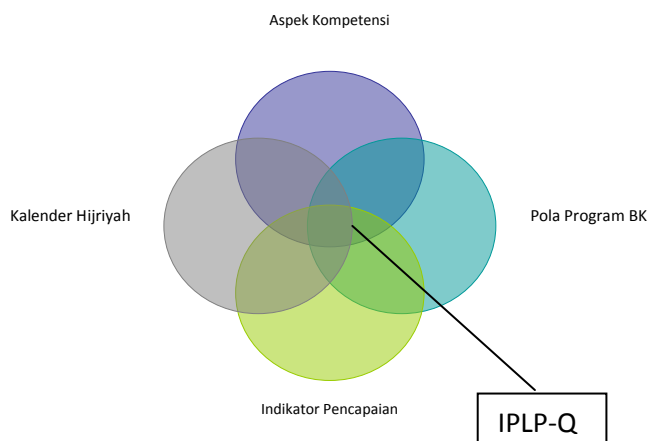 Aspek Kompetensi
Kalender Hijriyah
Pola Program BK
Indikator Pencapaian
IPLP-Q